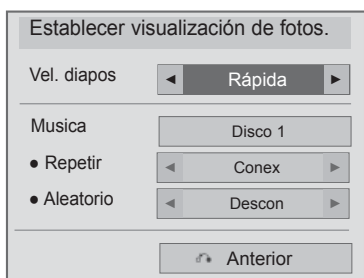 Establecer visualización de fotos.
Vel. diapos ◄ Rápida ►
Musica Disco 1
● Repetir ◄ Conex ►
● Aleatorio ◄ Descon ►
Anterior